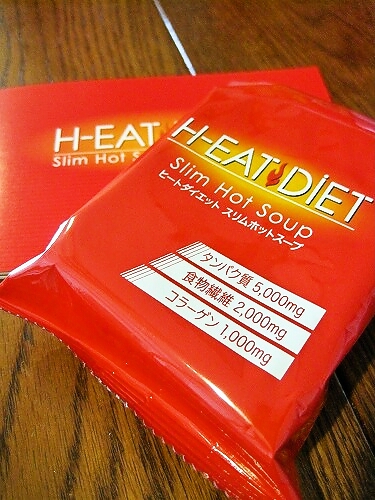 H-EAT
Slim Hot S
H-EAT DiET
Slim Hot Soup
ヒートダイエット スリムホットスープ
タンパク質 5,000mg
食物繊維 2,000mg
コラーゲン 1,000mg